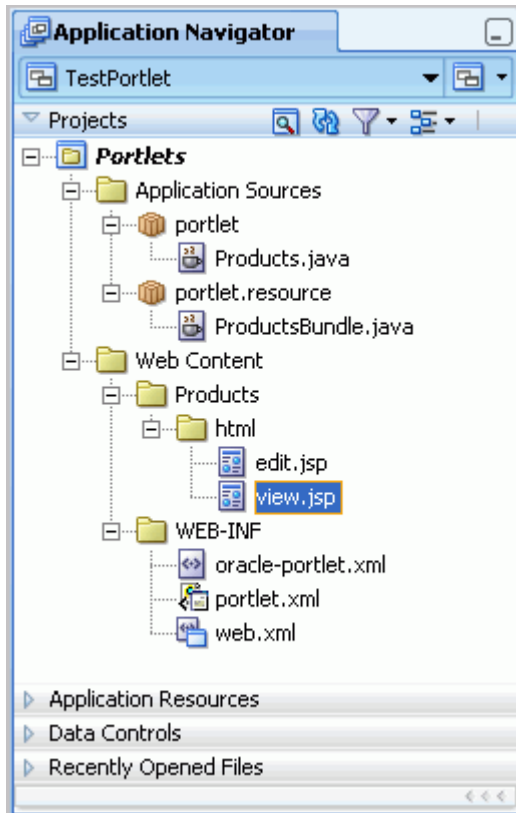 Application Navigator
TestPortlet
Projects
Portlets
Application Sources
portlet
Products.java
portlet.resource
ProductsBundle.java
Web Content
Products
html
edit.jsp
view.jsp
WEB-INF
oracle-portlet.xml
portlet.xml
web.xml
Application Resources
Data Controls
Recently Opened Files